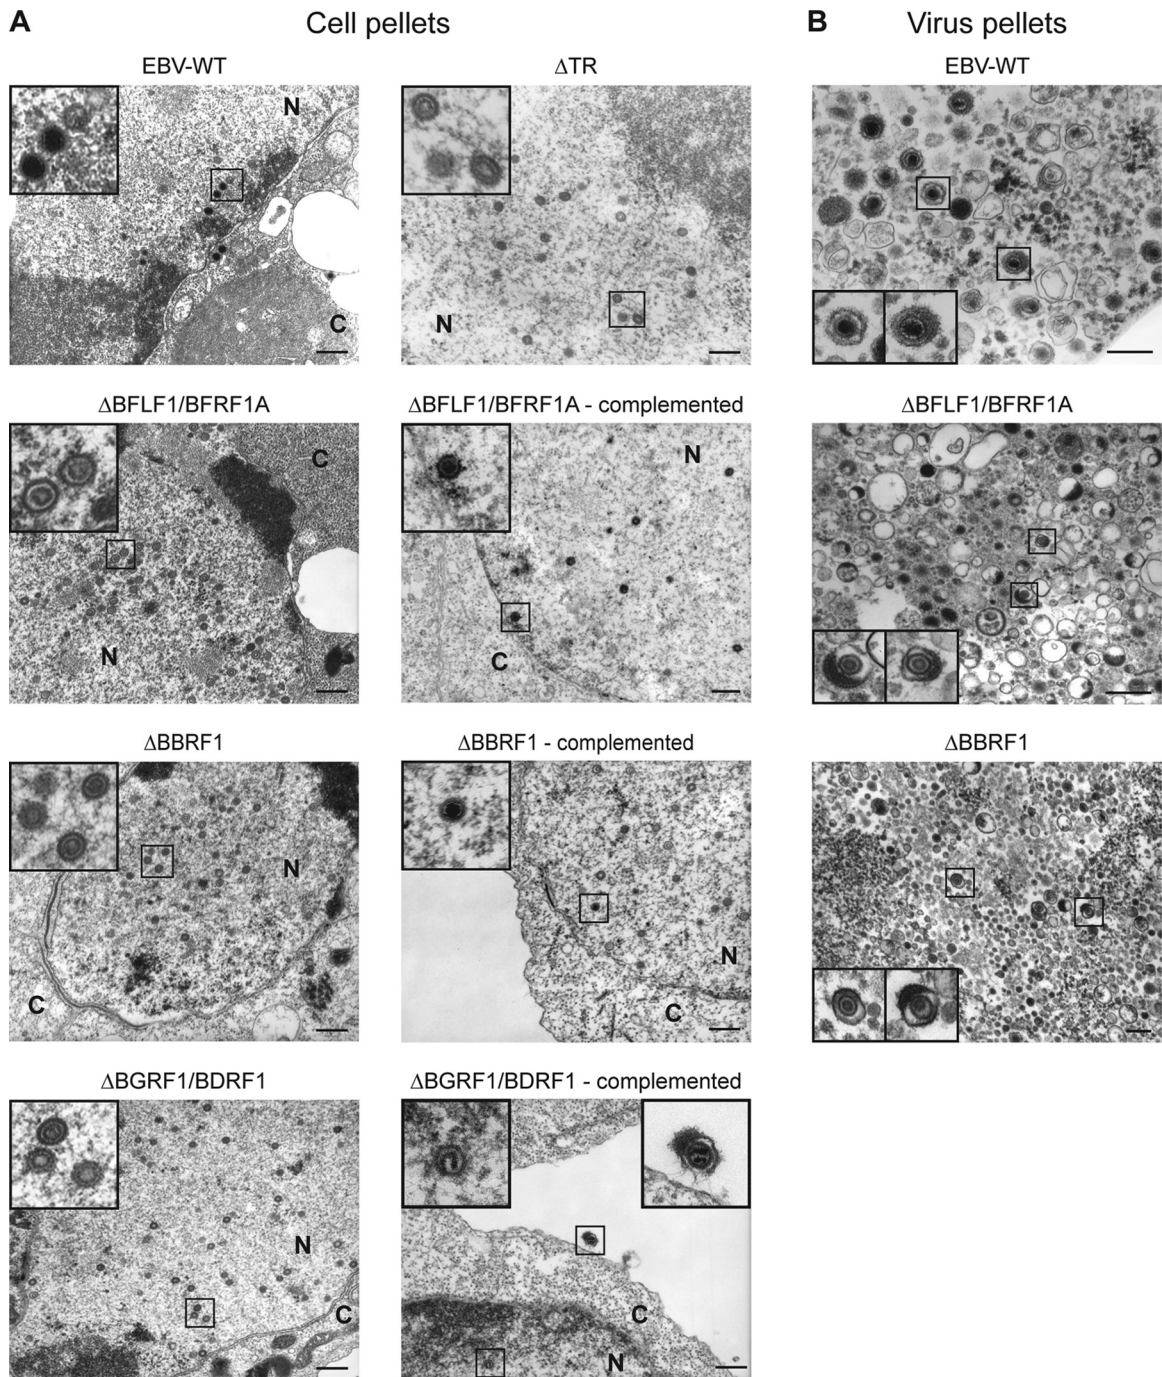 A Cell pellets B Virus pellets
EBV-WT ΔTR EBV-WT
N
C
N
ΔBFLF1/BFRF1A ΔBFLF1/BFRF1A - complemented ΔBFLF1/BFRF1A
C
N
N
C
ΔBBRF1 ΔBBRF1 - complemented ΔBBRF1
N
C
N
C
ΔBGRF1/BDRF1 ΔBGRF1/BDRF1 - complemented
N
C
C
N